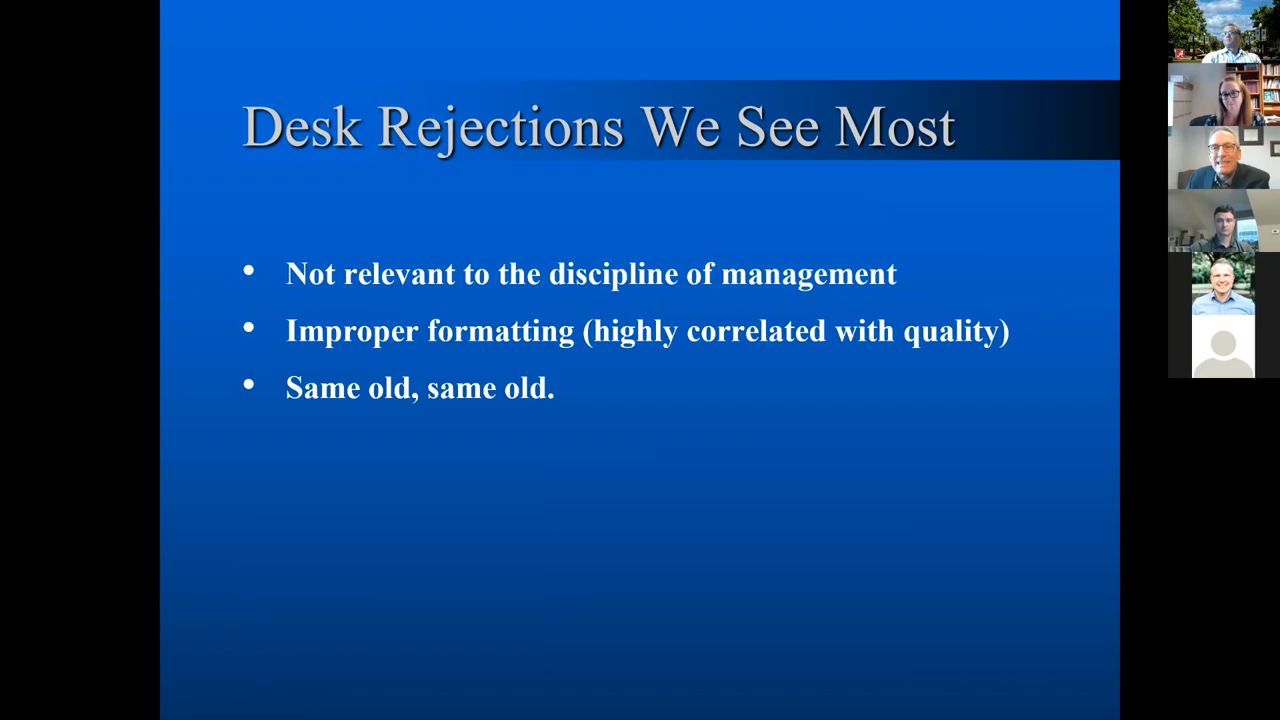 Desk Rejections We See Most
• Not relevant to the discipline of management
• Improper formatting (highly correlated with quality)
• Same old, same old.